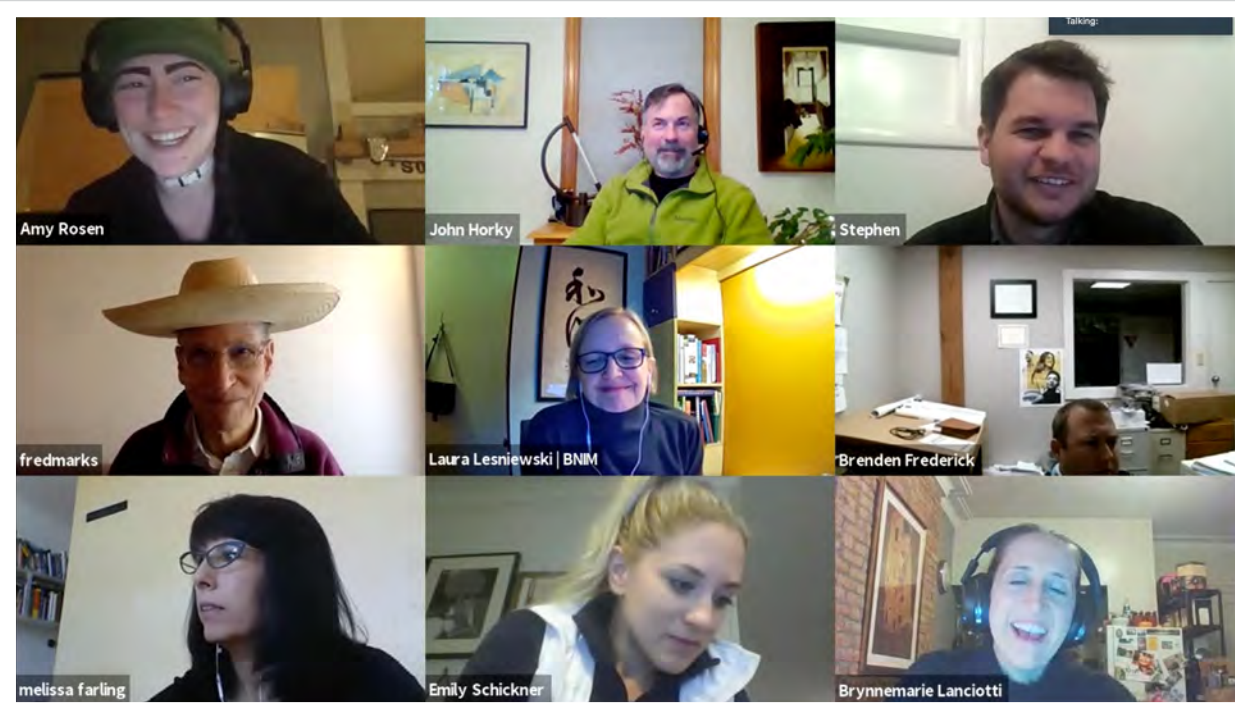 Talking:
Amy Rosen
John Horky
Stephen
fredmarks
Laura Lesniewski | BNIM
Brenden Frederick
melissa farling
Emily Schickner
Brynnemarie Lanciotti